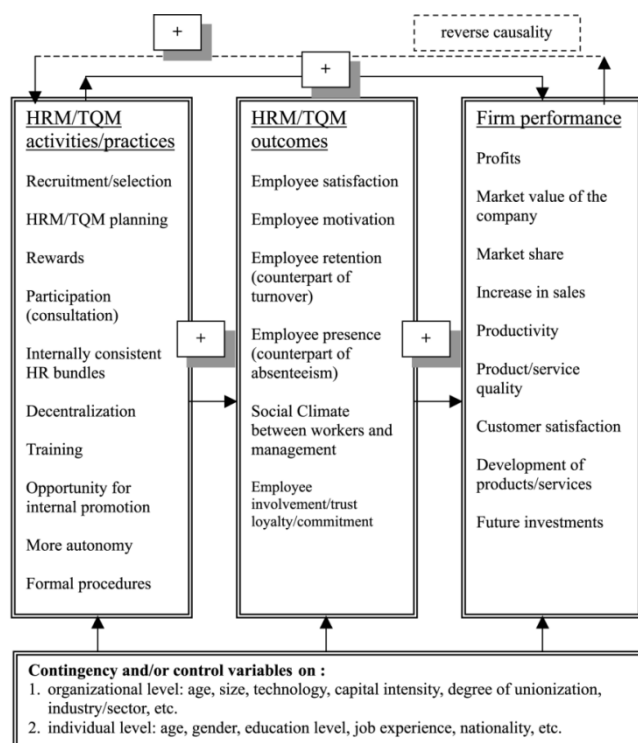 +
reverse causality
+
HRM/TQM
activities/practices
Recruitment/selection
HRM/TQM planning
Rewards
Participation
(consultation)
Internally consistent
HR bundles
Decentralization
Training
Opportunity for
internal promotion
More autonomy
Formal procedures
+
HRM/TQM
outcomes
Employee satisfaction
Employee motivation
Employee retention
(counterpart of
turnover)
Employee presence
(counterpart of
absenteeism)
Social Climate
between workers and
management
Employee
involvement/trust
loyalty/commitment
+
Firm performance
Profits
Market value of the
company
Market share
Increase in sales
Productivity
Product/service
quality
Customer satisfaction
Development of
products/services
Future investments
Contingency and/or control variables on :
1. organizational level: age, size, technology, capital intensity, degree of unionization,
industry/sector, etc.
2. individual level: age, gender, education level, job experience, nationality, etc.